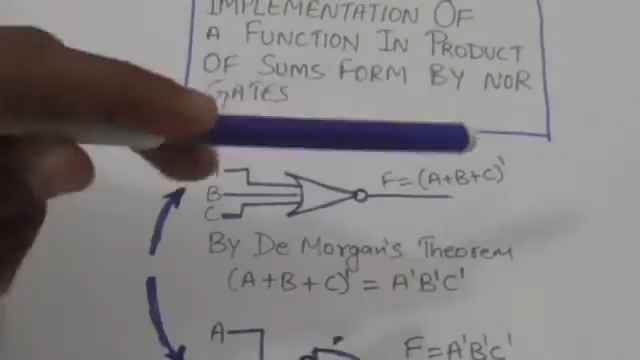 IMPLEMENTATION OF
A FUNCTION IN PRODUCT
OF SUMS FORM BY NOR
GATES
B
C
F=(A+B+C)'
By De Morgan's Theorem
(A+B+C)' = A'B'C'
A
F=A'B'C'